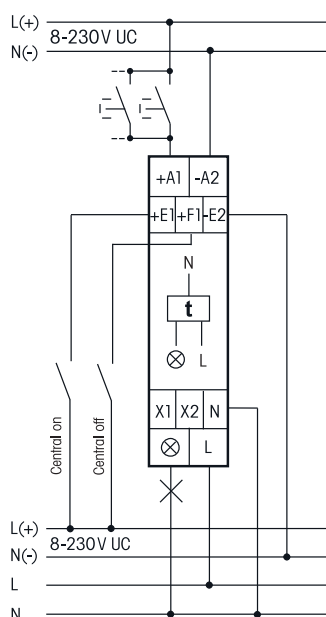 L(+)
8-230V UC
N(-)
+A1 -A2
+E1 +F1 -E2
N
t
L
X1 X2 N
L
Central on
Central off
L(+)
8-230V UC
N(-)
L
N